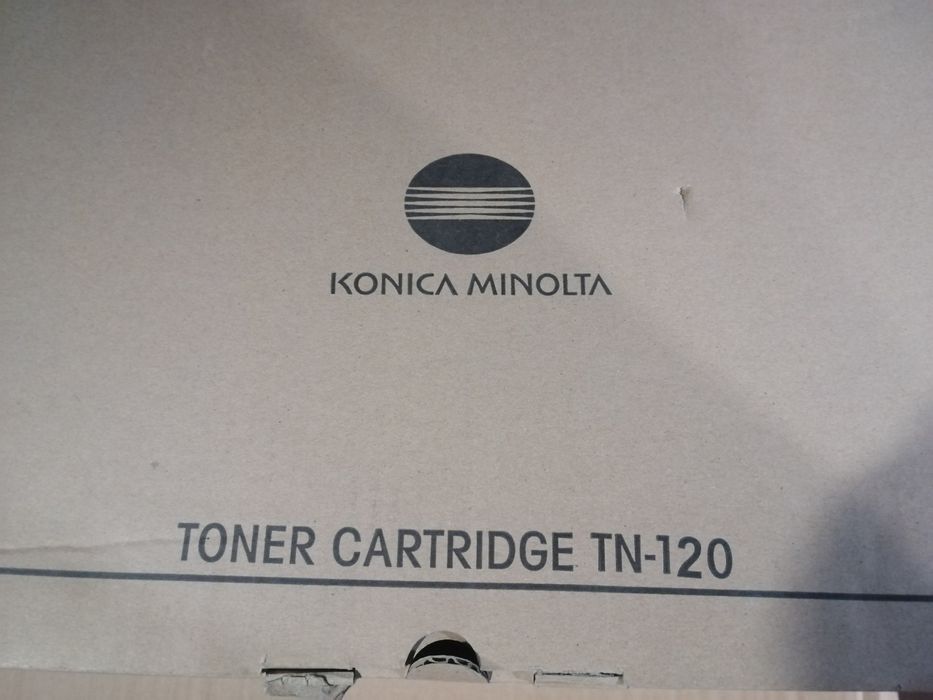 KONICA MINOLTA
TONER CARTRIDGE TN-120